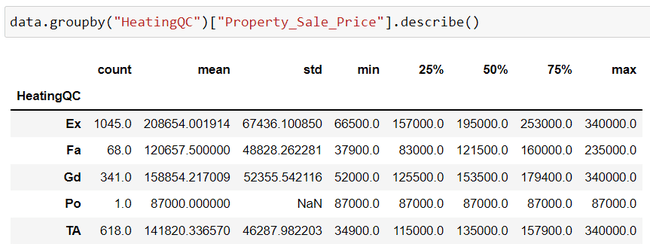 data.groupby("HeatingQC")["Property_Sale_Price"].describe()
count mean std min 25% 50% 75% max
HeatingQC
Ex 1045.0 208654.001914 67436.100850 66500.0 157000.0 195000.0 253000.0 340000.0
Fa 68.0 120657.500000 48828.262281 37900.0 83000.0 121500.0 160000.0 235000.0
Gd 341.0 158854.217009 52355.542116 52000.0 125500.0 153500.0 179400.0 340000.0
Po 1.0 87000.000000 NaN 87000.0 87000.0 87000.0 87000.0 87000.0
TA 618.0 141820.336570 46287.982203 34900.0 115000.0 135000.0 157900.0 340000.0